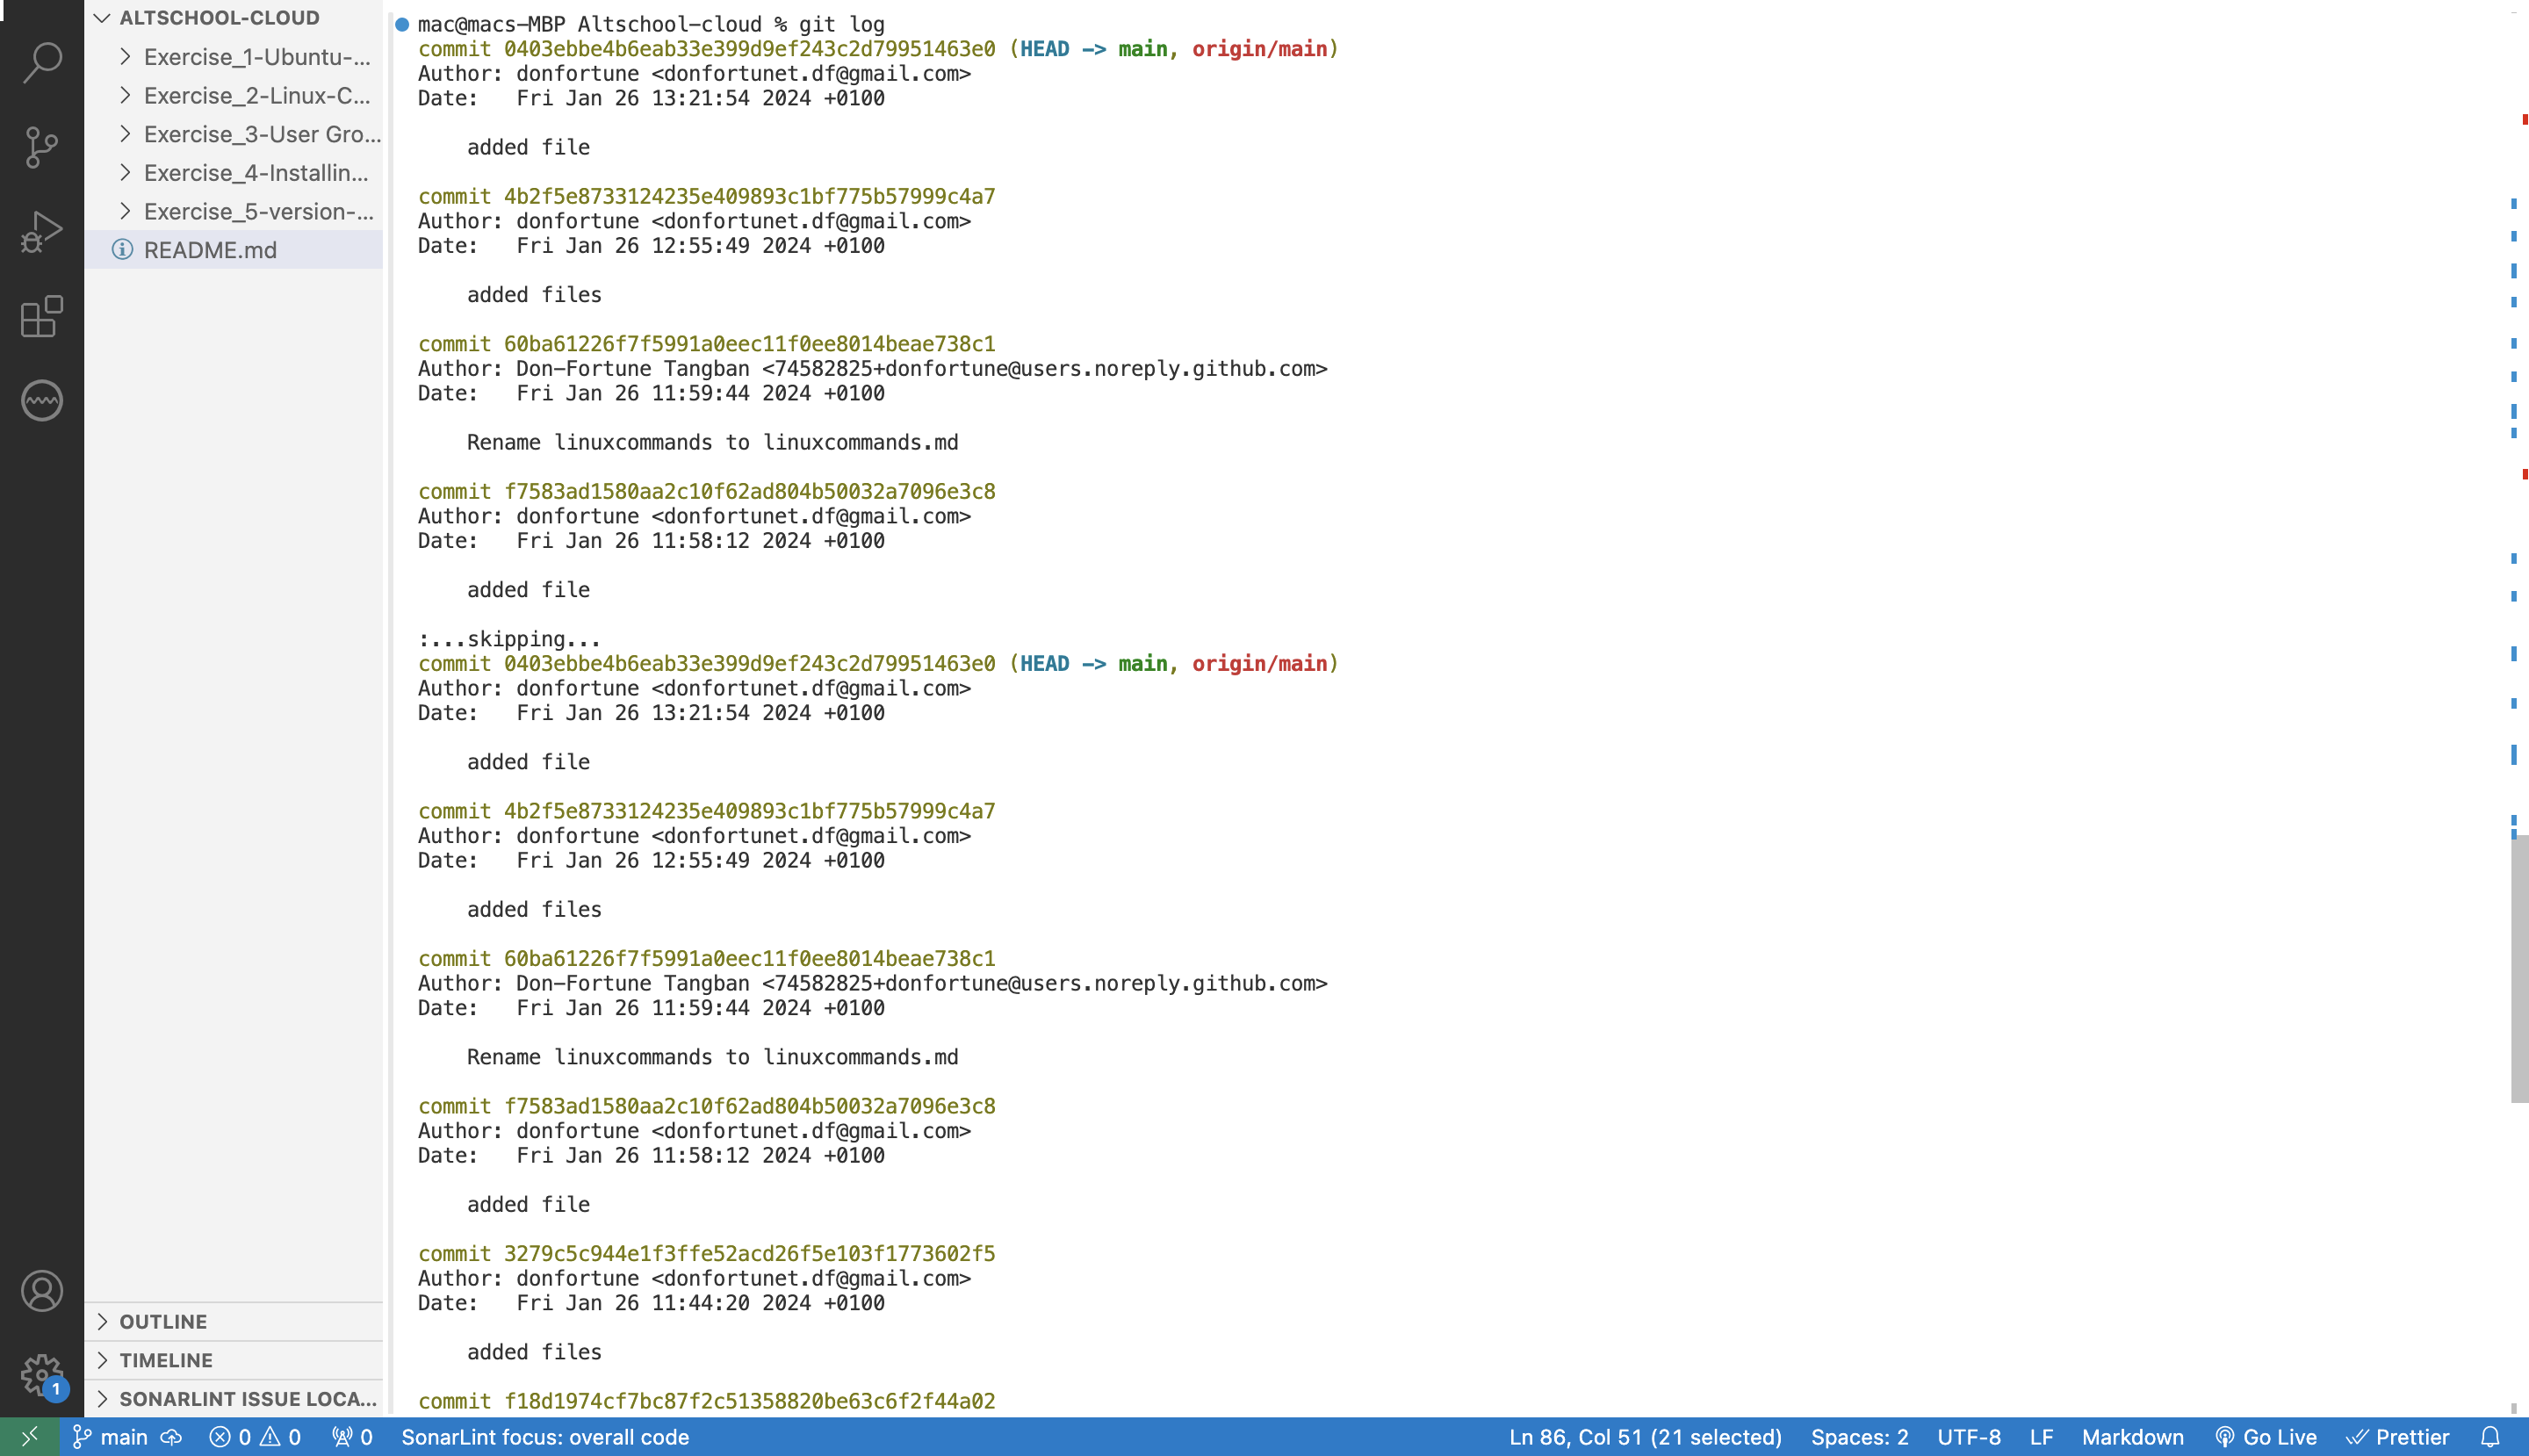 ALTSCHOOL-CLOUD
Exercise_1-Ubuntu-...
Exercise_2-Linux-C...
Exercise_3-User Gro...
Exercise_4-Installin...
Exercise_5-version-...
README.md
OUTLINE
TIMELINE
SONARLINT ISSUE LOCA...
1
mac@macs-MBP Altschool-cloud % git log
commit 0403ebbe4b6eab33e399d9ef243c2d79951463e0 (HEAD -> main, origin/main)
Author: donfortune <donfortunet.df@gmail.com>
Date:   Fri Jan 26 13:21:54 2024 +0100
added file
commit 4b2f5e8733124235e409893c1bf775b57999c4a7
Author: donfortune <donfortunet.df@gmail.com>
Date:   Fri Jan 26 12:55:49 2024 +0100
added files
commit 60ba61226f7f5991a0eec11f0ee8014beae738c1
Author: Don-Fortune Tangban <74582825+donfortune@users.noreply.github.com>
Date:   Fri Jan 26 11:59:44 2024 +0100
Rename linuxcommands to linuxcommands.md
commit f7583ad1580aa2c10f62ad804b50032a7096e3c8
Author: donfortune <donfortunet.df@gmail.com>
Date:   Fri Jan 26 11:58:12 2024 +0100
added file
:...skipping...
commit 0403ebbe4b6eab33e399d9ef243c2d79951463e0 (HEAD -> main, origin/main)
Author: donfortune <donfortunet.df@gmail.com>
Date:   Fri Jan 26 13:21:54 2024 +0100
added file
commit 4b2f5e8733124235e409893c1bf775b57999c4a7
Author: donfortune <donfortunet.df@gmail.com>
Date:   Fri Jan 26 12:55:49 2024 +0100
added files
commit 60ba61226f7f5991a0eec11f0ee8014beae738c1
Author: Don-Fortune Tangban <74582825+donfortune@users.noreply.github.com>
Date:   Fri Jan 26 11:59:44 2024 +0100
Rename linuxcommands to linuxcommands.md
commit f7583ad1580aa2c10f62ad804b50032a7096e3c8
Author: donfortune <donfortunet.df@gmail.com>
Date:   Fri Jan 26 11:58:12 2024 +0100
added file
commit 3279c5c944e1f3ffe52acd26f5e103f1773602f5
Author: donfortune <donfortunet.df@gmail.com>
Date:   Fri Jan 26 11:44:20 2024 +0100
added files
commit f18d1974cf7bc87f2c51358820be63c6f2f44a02
main 0 0 0 SonarLint focus: overall code Ln 86, Col 51 (21 selected) Spaces: 2 UTF-8 LF Markdown Go Live Prettier